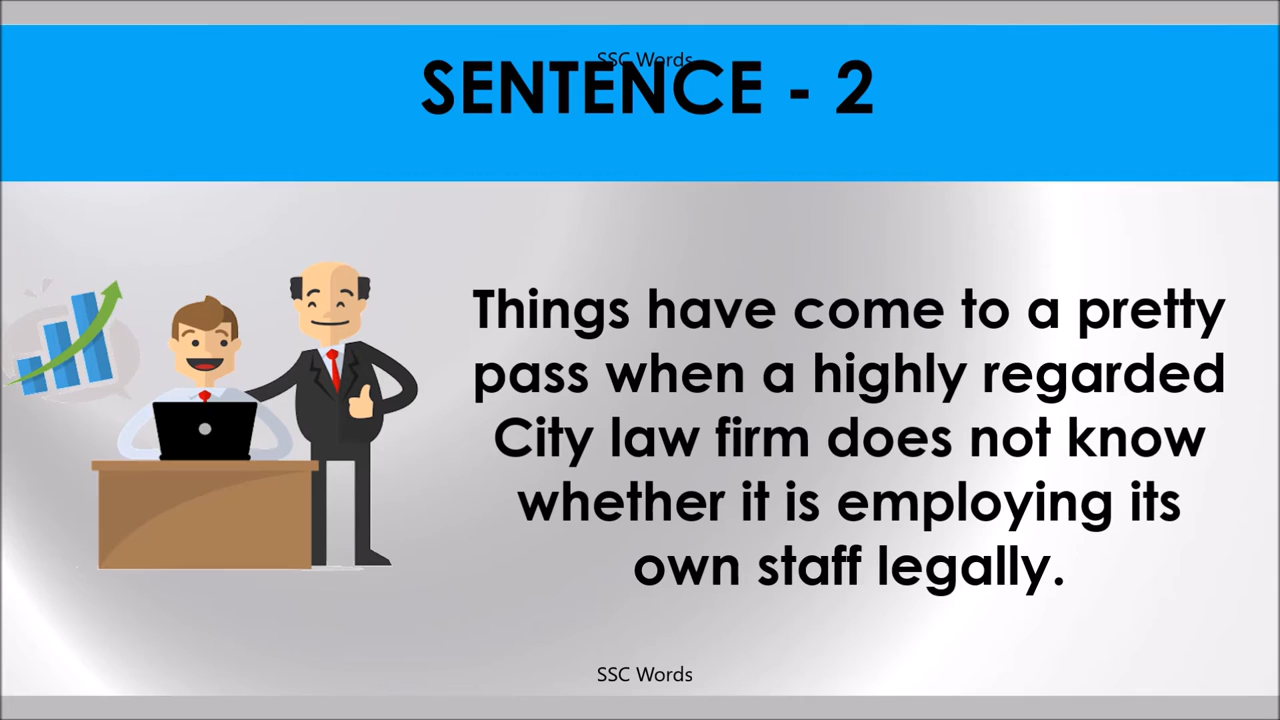 SSC Words
SENTENCE - 2
Things have come to a pretty
pass when a highly regarded
City law firm does not know
whether it is employing its
own staff legally.
SSC Words